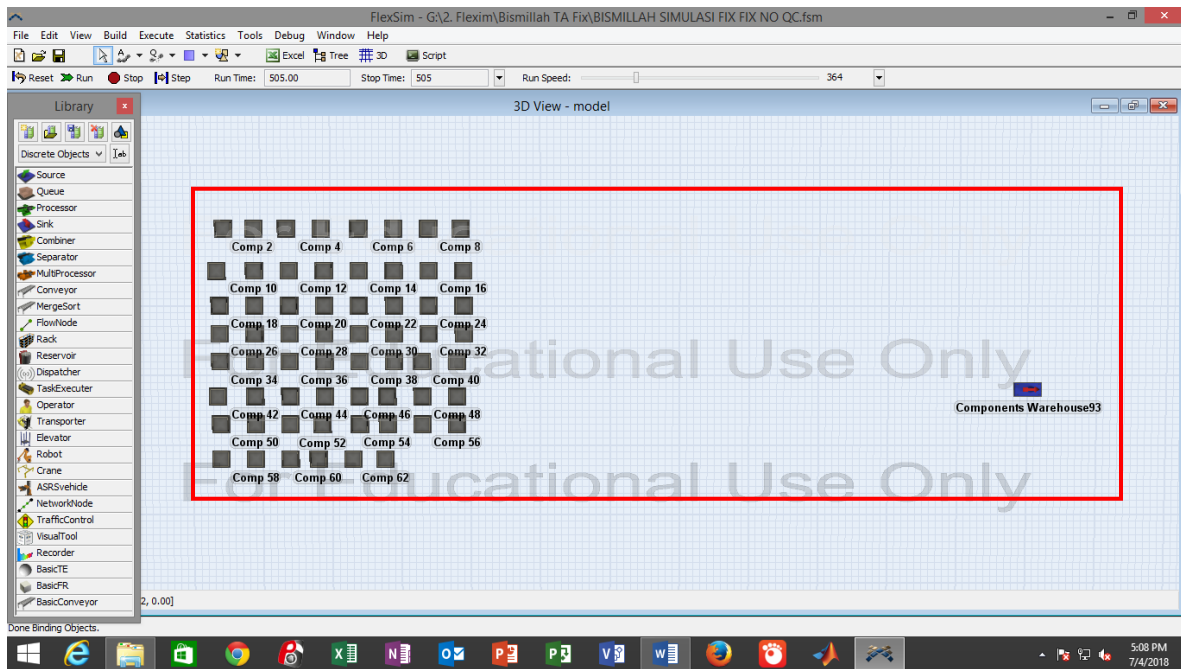 FlexSim - G:\2. Flexim\Bismillah TA Fix\BISMILLAH SIMULASI FIX FIX NO QC.fsm
File Edit View Build Execute Statistics Tools Debug Window Help
Excel Tree 3D Script
Reset Run Stop Step Run Time: 505.00 Stop Time: 505 Run Speed: 364
Library
3D View - model
Discrete Objects
Source
Queue
Processor
Sink
Combiner
Separator
MultiProcessor
Conveyor
MergeSort
FlowNode
Rack
Reservoir
Dispatcher
TaskExecuter
Operator
Transporter
Elevator
Robot
Crane
ASRSvehicle
NetworkNode
TrafficControl
VisualTool
Recorder
BasicTE
BasicFR
BasicConveyor
Comp 2 Comp 4 Comp 6 Comp 8
Comp 10 Comp 12 Comp 14 Comp 16
Comp 18 Comp 20 Comp 22 Comp 24
Comp 26 Comp 28 Comp 30 Comp 32
For Educational Use Only
Comp 34 Comp 36 Comp 38 Comp 40
Components Warehouse93
Comp 42 Comp 44 Comp 46 Comp 48
Comp 50 Comp 52 Comp 54 Comp 56
Comp 58 Comp 60 Comp 62
For Educational Use Only
2, 0.00]
Done Binding Objects.
5:08 PM
7/4/2018